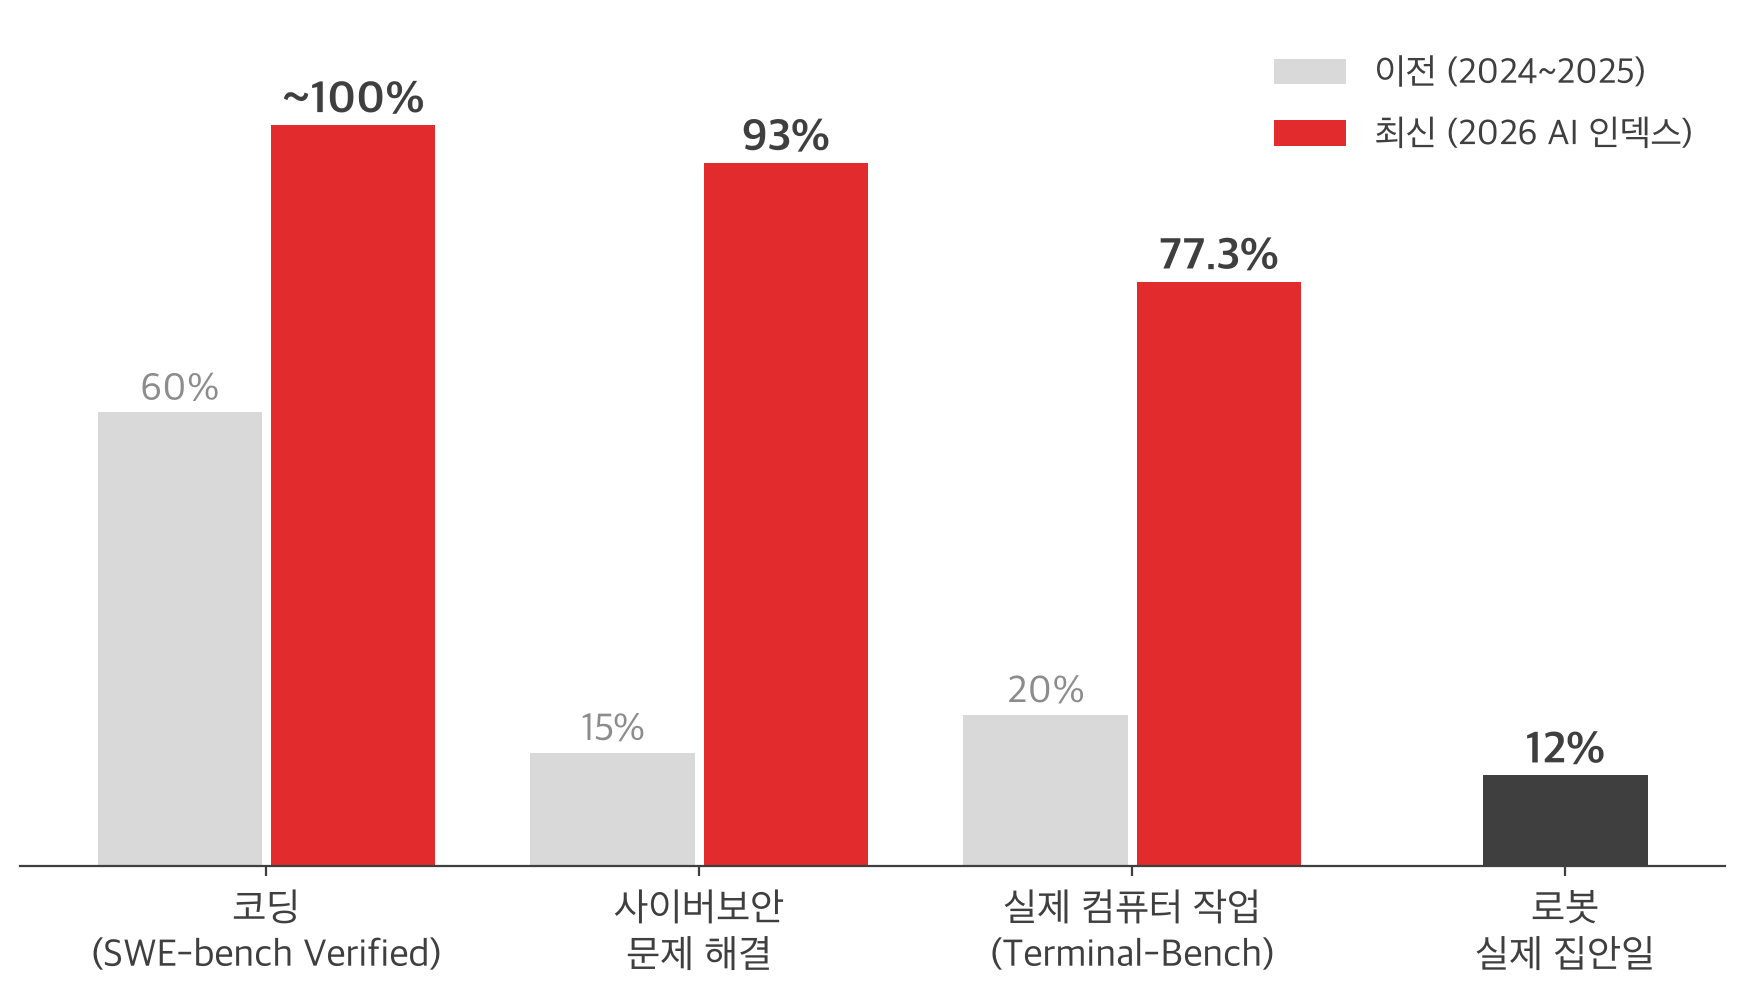 이전 (2024~2025)
최신 (2026 AI 인덱스)
~100%
93%
77.3%
60%
20%
15%
12%
코딩
(SWE-bench Verified)
사이버보안
문제 해결
실제 컴퓨터 작업
(Terminal-Bench)
로봇
실제 집안일